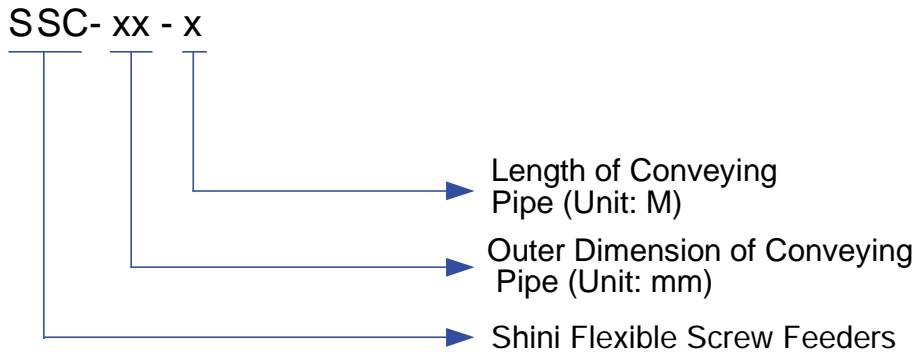 SSC- xx - x
Length of Conveying
Pipe (Unit: M)
Outer Dimension of Conveying
Pipe (Unit: mm)
Shini Flexible Screw Feeders